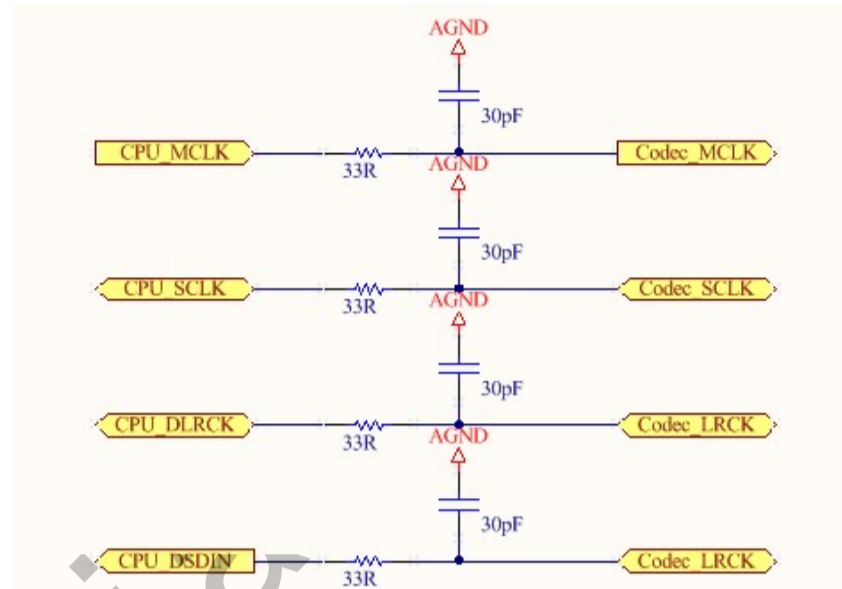 AGND
30pF
CPU_MCLK
Codec_MCLK
33R
AGND
30pF
CPU_SCLK
Codec_SCLK
33R
AGND
30pF
CPU_DLRCK
Codec_LRCK
33R
AGND
30pF
CPU_DSDIN
Codec_LRCK
33R